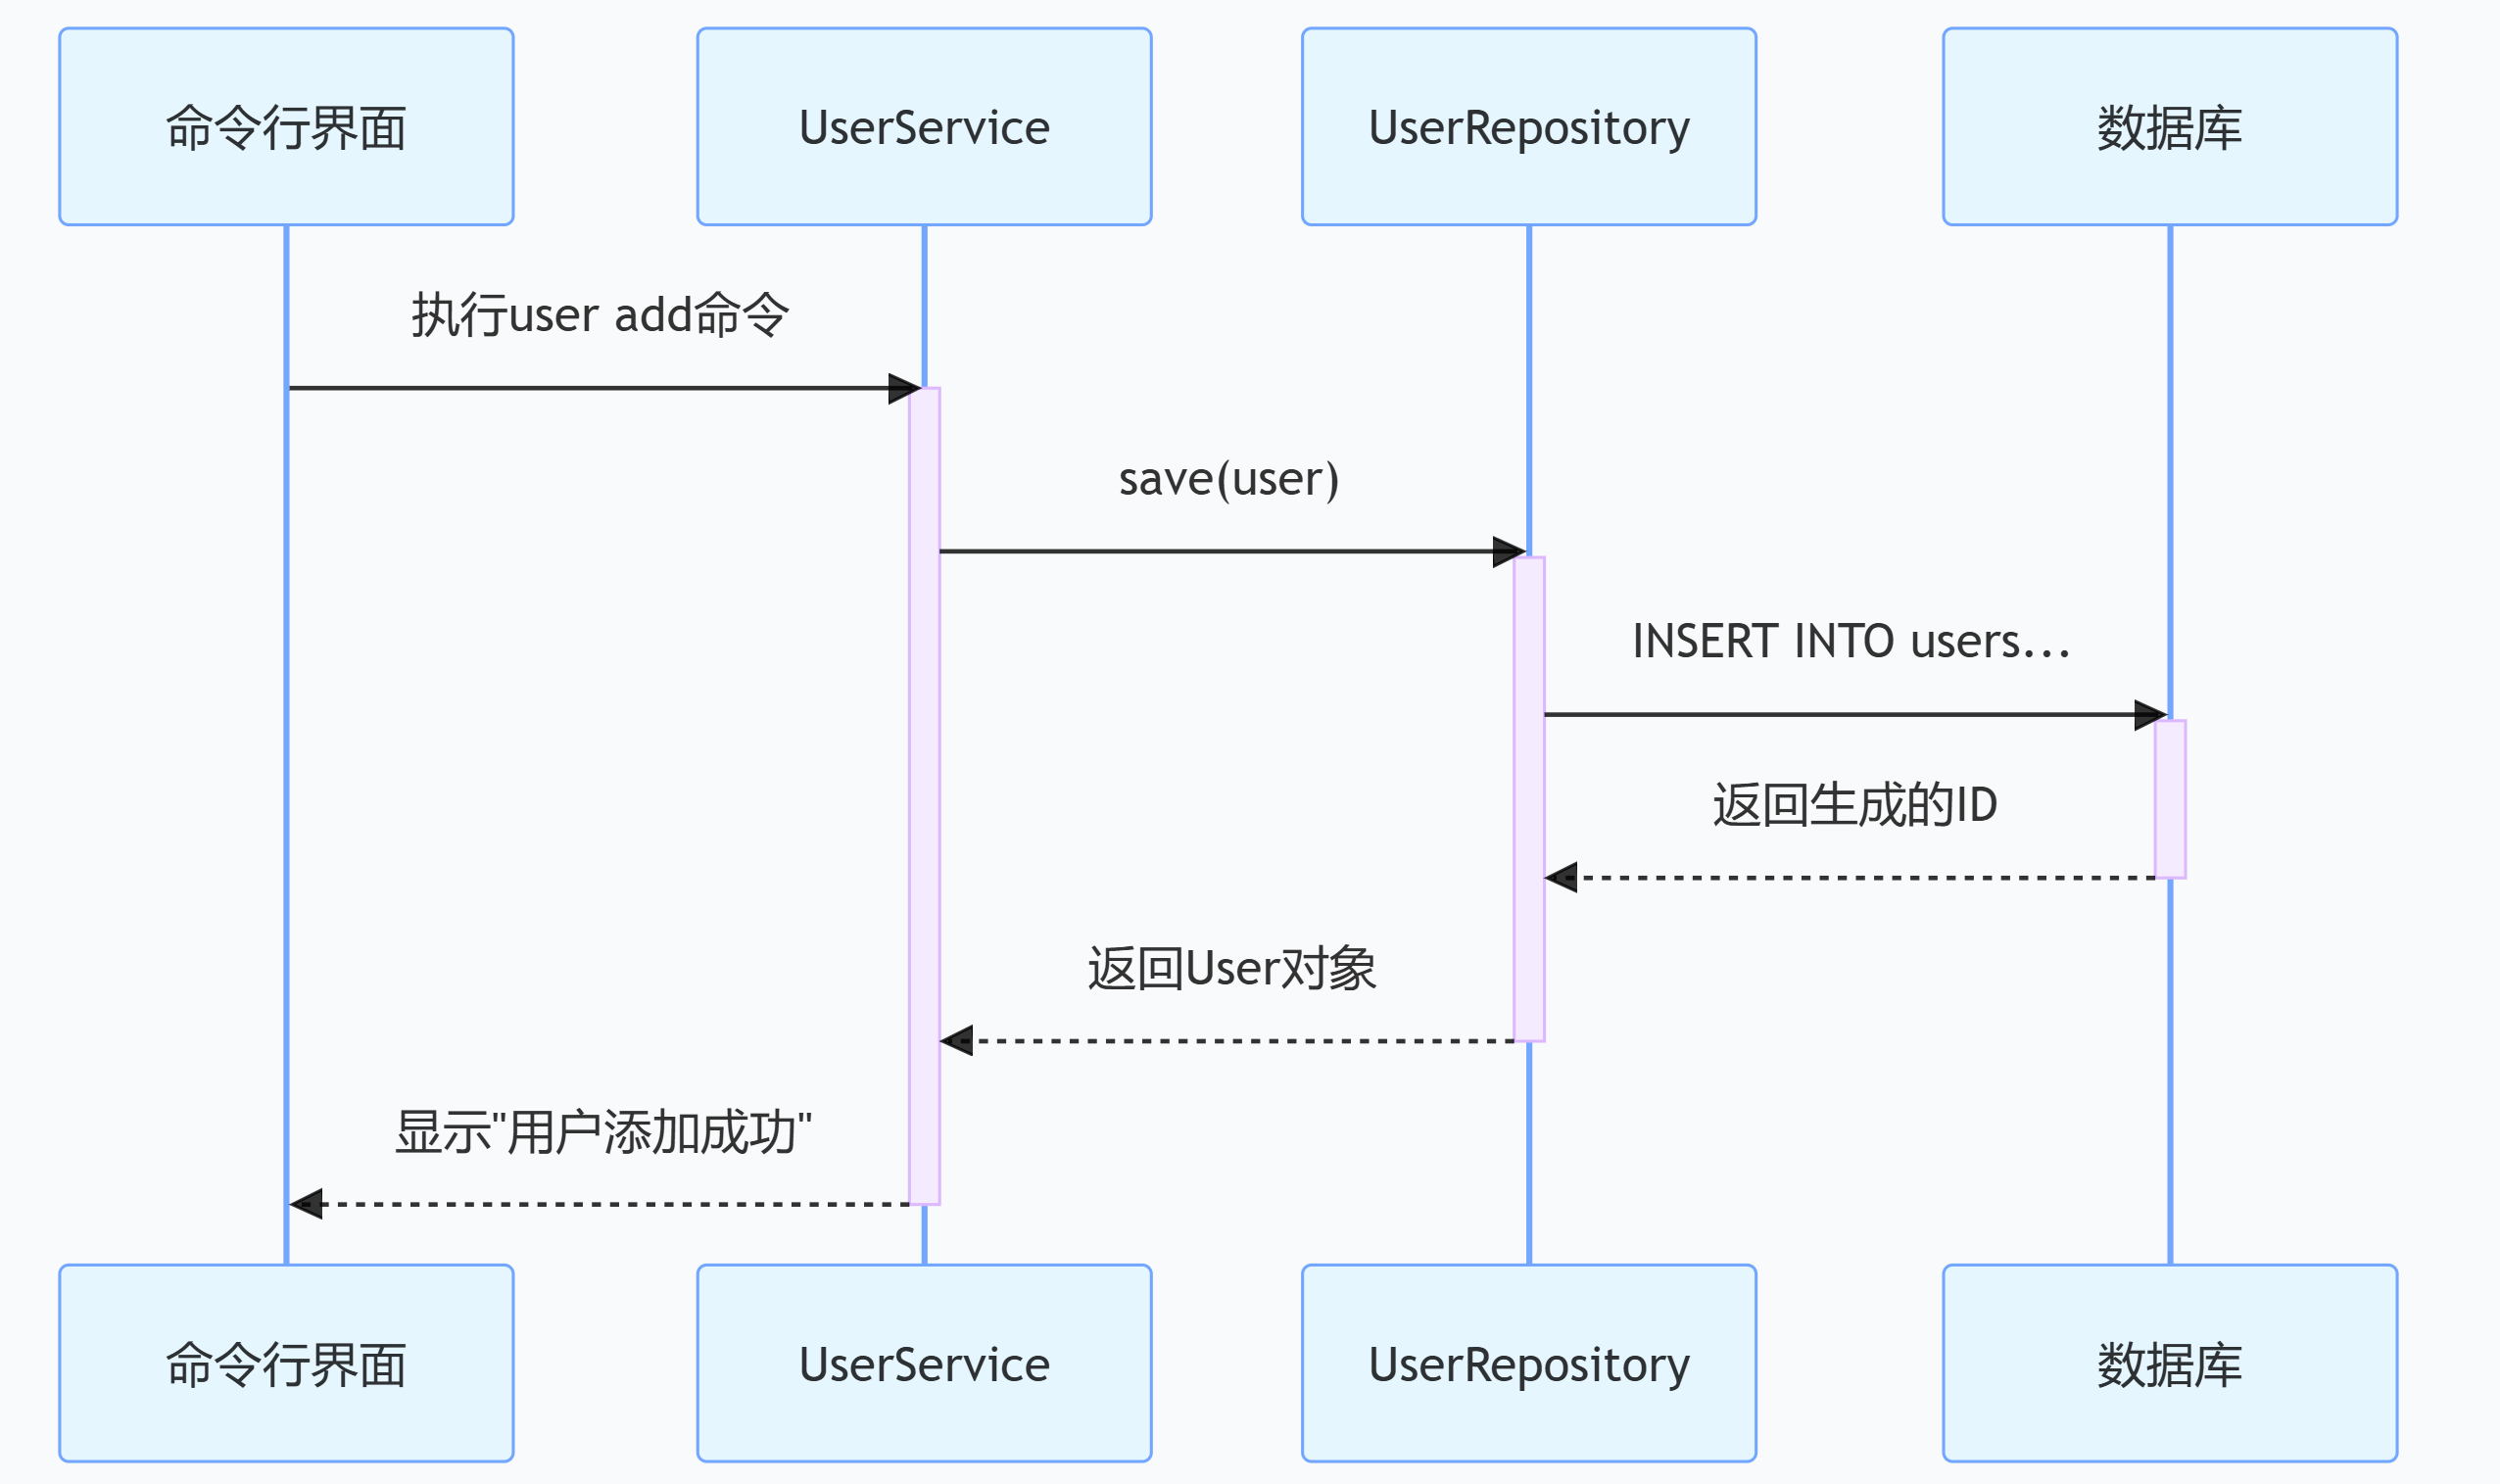 命令行界面
UserService
UserRepository
数据库
执行user add命令
save(user)
INSERT INTO users...
返回生成的ID
返回User对象
显示"用户添加成功"
命令行界面
UserService
UserRepository
数据库